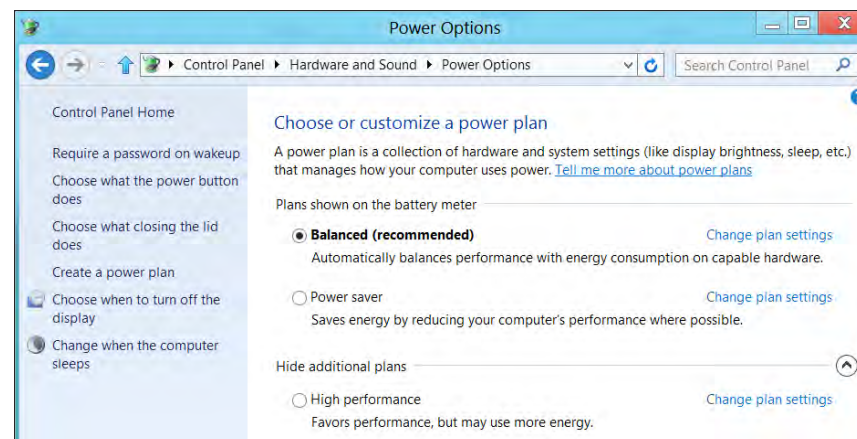 Power Options
Control Panel Hardware and Sound Power Options
Search Control Panel
Control Panel Home
Require a password on wakeup
Choose what the power button
does
Choose what closing the lid
does
Create a power plan
Choose when to turn off the
display
Change when the computer
sleeps
Choose or customize a power plan
A power plan is a collection of hardware and system settings (like display brightness, sleep, etc.)
that manages how your computer uses power. Tell me more about power plans
Plans shown on the battery meter
Balanced (recommended) Change plan settings
Automatically balances performance with energy consumption on capable hardware.
Power saver Change plan settings
Saves energy by reducing your computer's performance where possible.
Hide additional plans
High performance Change plan settings
Favors performance, but may use more energy.